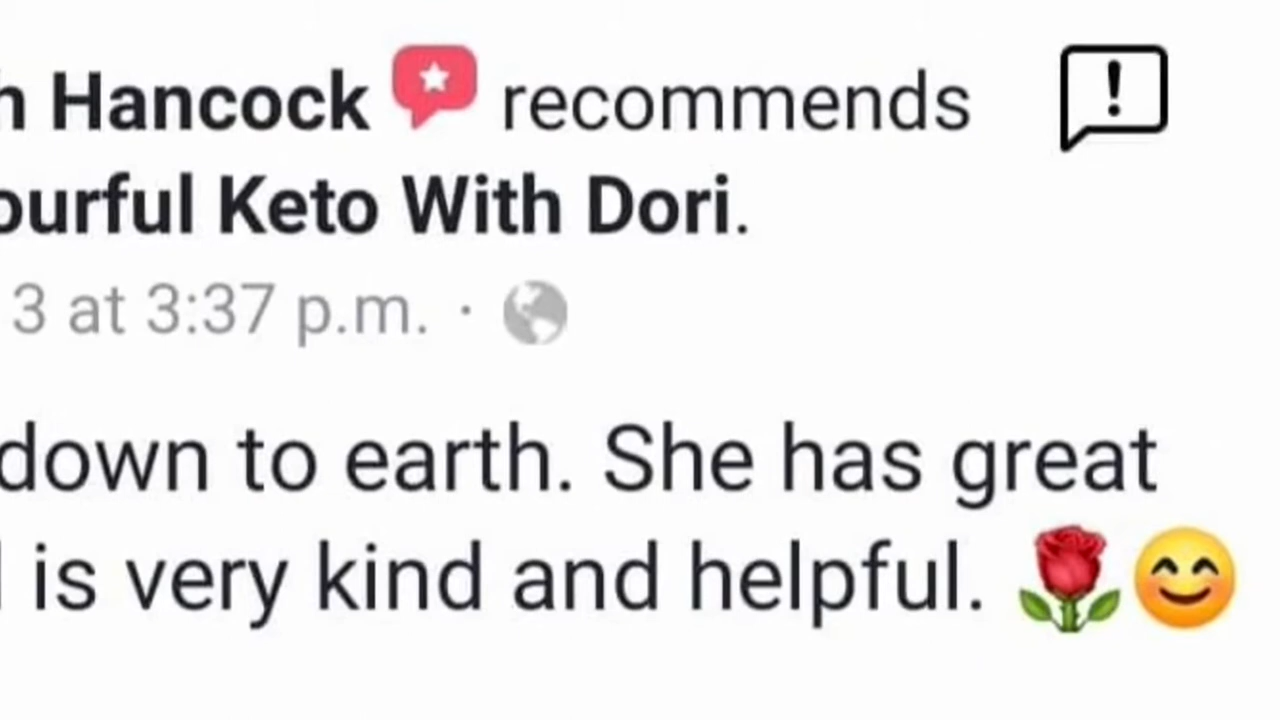 h Hancock recommends
ourful Keto With Dori.
3 at 3:37 p.m. ·
down to earth. She has great
is very kind and helpful. 🌹😊